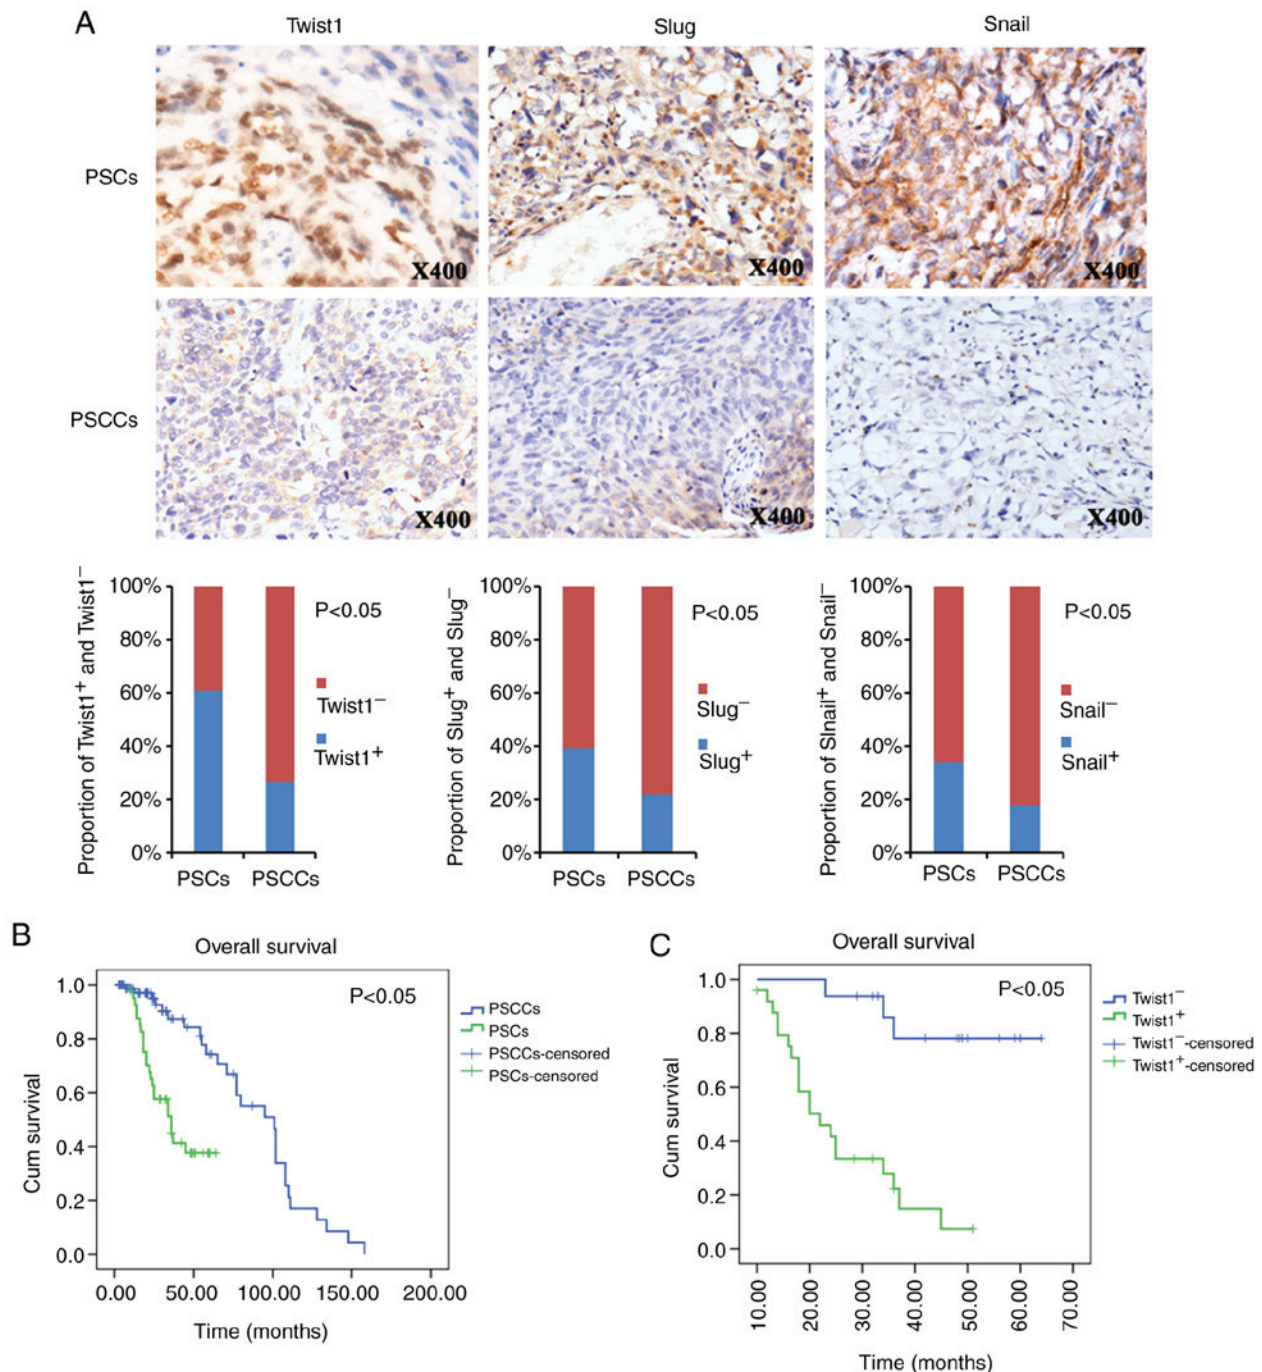 A
Twist1
Slug
Snail
PSCs
X400
X400
X400
PSCCs
X400
X400
X400
Proportion of Twist1⁺ and Twist1⁻
100%
80%
60%
40%
20%
0%
P<0.05
Twist1⁻
Twist1⁺
PSCs
PSCCs
Proportion of Slug⁺ and Slug⁻
100%
80%
60%
40%
20%
0%
P<0.05
Slug⁻
Slug⁺
PSCs
PSCCs
Proportion of Slnail⁺ and Snail⁻
100%
80%
60%
40%
20%
0%
P<0.05
Snail⁻
Snail⁺
PSCs
PSCCs
B
Overall survival
Cum survival
1.0
0.8
0.6
0.4
0.2
0.0
P<0.05
PSCCs
PSCs
PSCCs-censored
PSCs-censored
0.00
50.00
100.00
150.00
200.00
Time (months)
C
Overall survival
Cum survival
1.0
0.8
0.6
0.4
0.2
0.0
P<0.05
Twist1⁻
Twist1⁺
Twist1⁻-censored
Twist1⁺-censored
10.00
20.00
30.00
40.00
50.00
60.00
70.00
Time (months)